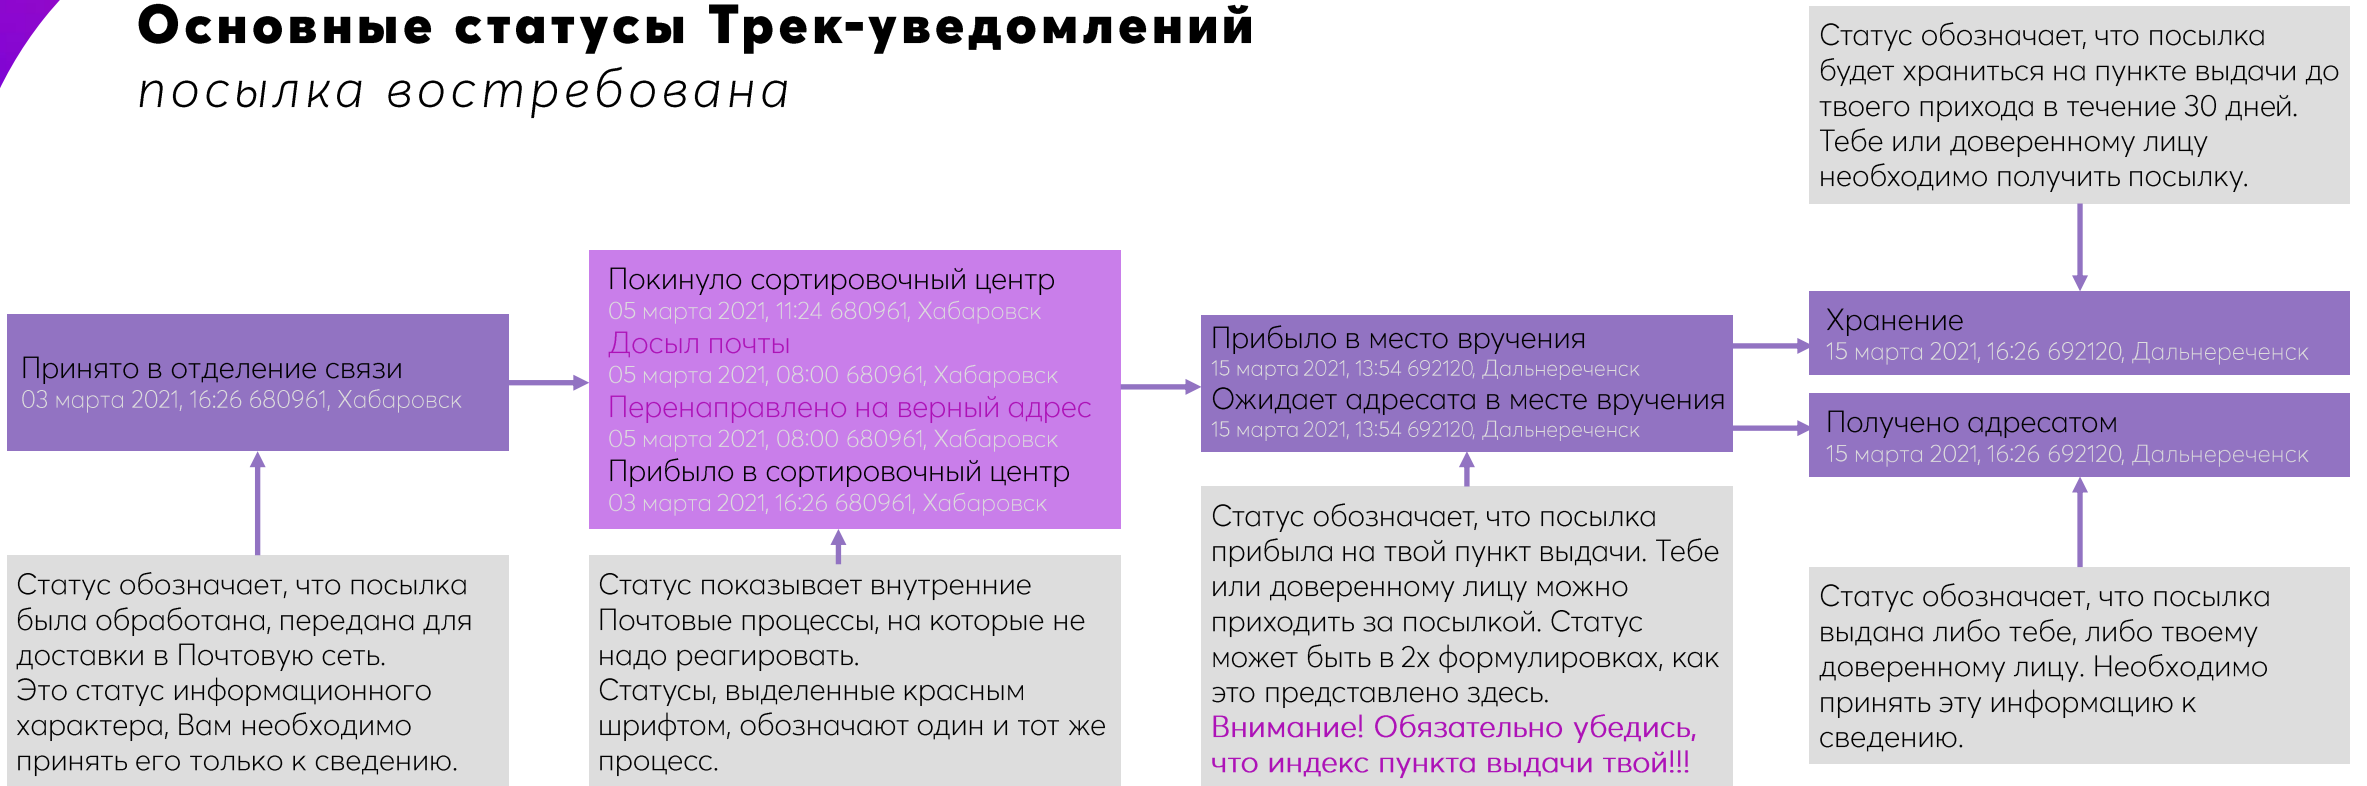 Основные статусы Трек-уведомлений
посылка востребована
Принято в отделение связи
03 марта 2021, 16:26 680961, Хабаровск
Статус обозначает, что посылка
была обработана, передана для
доставки в Почтовую сеть.
Это статус информационного
характера, Вам необходимо
принять его только к сведению.
Покинуло сортировочный центр
05 марта 2021, 11:24 680961, Хабаровск
Досыл почты
05 марта 2021, 08:00 680961, Хабаровск
Перенаправлено на верный адрес
05 марта 2021, 08:00 680961, Хабаровск
Прибыло в сортировочный центр
03 марта 2021, 16:26 680961, Хабаровск
Статус показывает внутренние
Почтовые процессы, на которые не
надо реагировать.
Статусы, выделенные красным
шрифтом, обозначают один и тот же
процесс.
Прибыло в место вручения
15 марта 2021, 13:54 692120, Дальнереченск
Ожидает адресата в месте вручения
15 марта 2021, 13:54 692120, Дальнереченск
Статус обозначает, что посылка
прибыла на твой пункт выдачи. Тебе
или доверенному лицу можно
приходить за посылкой. Статус
может быть в 2х формулировках, как
это представлено здесь.
Внимание! Обязательно убедись,
что индекс пункта выдачи твой!!!
Статус обозначает, что посылка
будет храниться на пункте выдачи до
твоего прихода в течение 30 дней.
Тебе или доверенному лицу
необходимо получить посылку.
Хранение
15 марта 2021, 16:26 692120, Дальнереченск
Получено адресатом
15 марта 2021, 16:26 692120, Дальнереченск
Статус обозначает, что посылка
выдана либо тебе, либо твоему
доверенному лицу. Необходимо
принять эту информацию к
сведению.